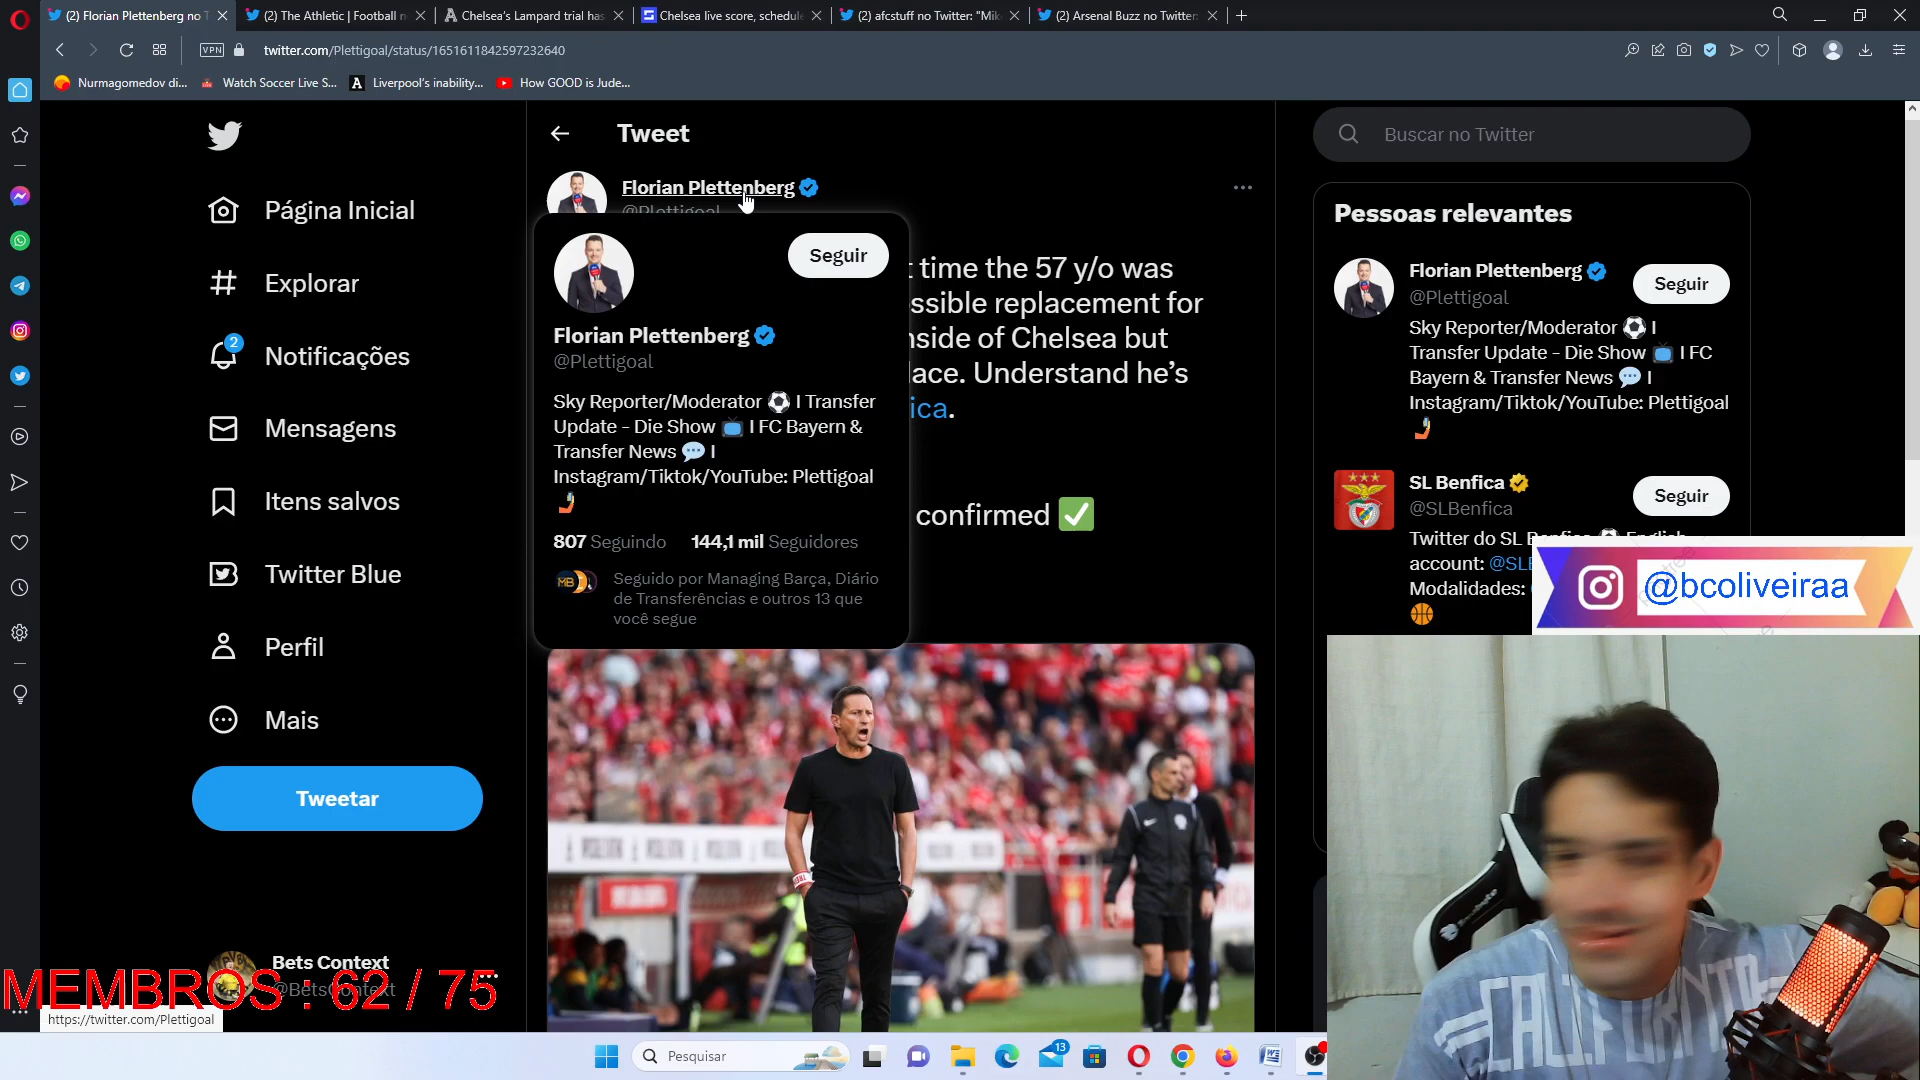 (2) Florian Plettenberg no T
(2) The Athletic | Football n
Chelsea's Lampard trial has
Chelsea live score, schedule
(2) afcstuff no Twitter: "Mik
(2) Arsenal Buzz no Twitter:
VPN
twitter.com/Plettigoal/status/1651611842597232640
Nurmagomedov di...
Watch Soccer Live S...
Liverpool's inability...
How GOOD is Jude...
Página Inicial
Explorar
2
Notificações
Mensagens
Itens salvos
Twitter Blue
Perfil
Mais
Tweetar
Bets Context
@BetsContext
MEMBROS : 62 / 75
https://twitter.com/Plettigoal
Tweet
Florian Plettenberg
@Plettigoal
t time the 57 y/o was
ssible replacement for
nside of Chelsea but
lace. Understand he's
ica.
confirmed
Seguir
Florian Plettenberg
@Plettigoal
Sky Reporter/Moderator ⚽ I Transfer
Update - Die Show 📺 I FC Bayern &
Transfer News 💬 I
Instagram/Tiktok/YouTube: Plettigoal
🤳
807 Seguindo 144,1 mil Seguidores
Seguido por Managing Barça, Diário
de Transferências e outros 13 que
você segue
Buscar no Twitter
Pessoas relevantes
Florian Plettenberg
@Plettigoal
Seguir
Sky Reporter/Moderator ⚽ I
Transfer Update - Die Show 📺 I FC
Bayern & Transfer News 💬 I
Instagram/Tiktok/YouTube: Plettigoal
🤳
SL Benfica
@SLBenfica
Seguir
Twitter do SL Benfica ⚽ English
account: @SLB
Modalidades:
@bcoliveiraa
Pesquisar
13